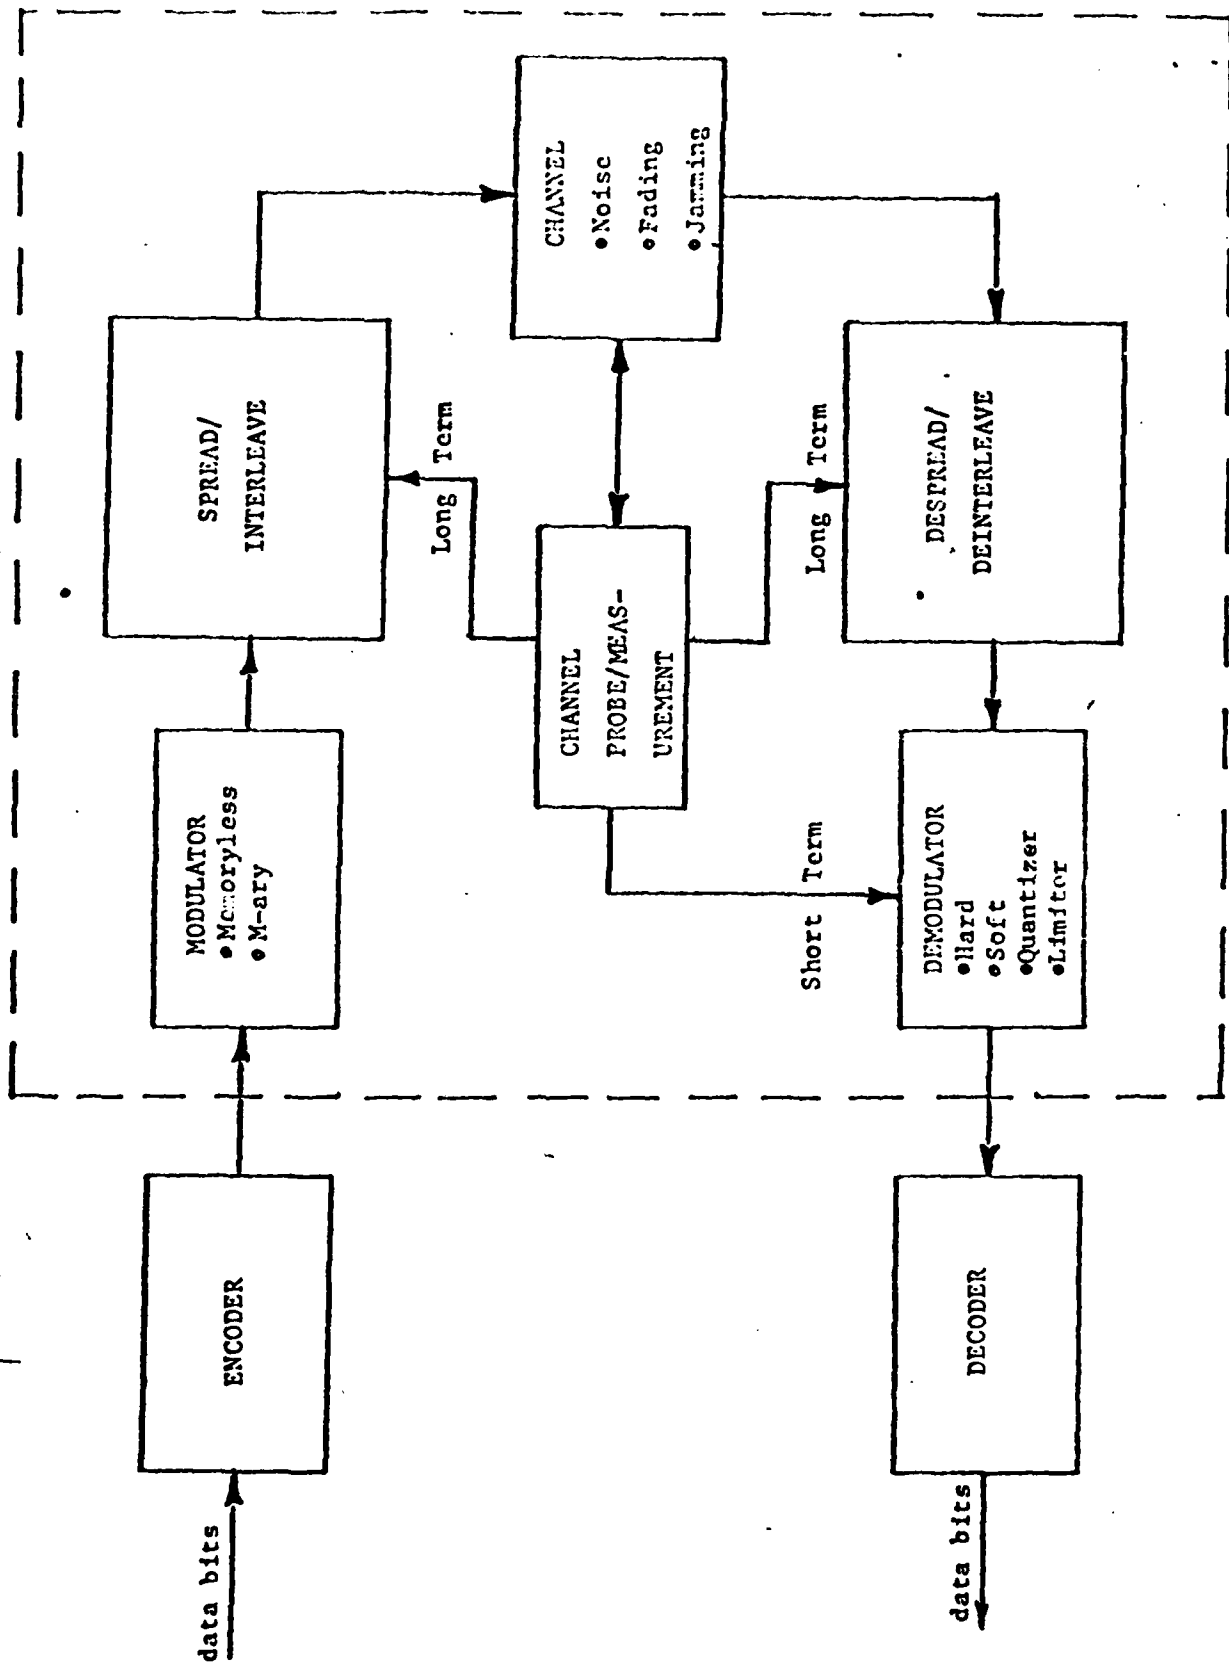 data bits
ENCODER
MODULATOR
•Memoryless
•M-ary
SPREAD/
INTERLEAVE
Long Term
CHANNEL
•Noise
•Fading
•Jamming
CHANNEL
PROBE/MEAS-
UREMENT
Long Term
Short Term
DESPREAD/
DEINTERLEAVE
DEMODULATOR
•Hard
•Soft
•Quantizer
•Limiter
DECODER
data bits